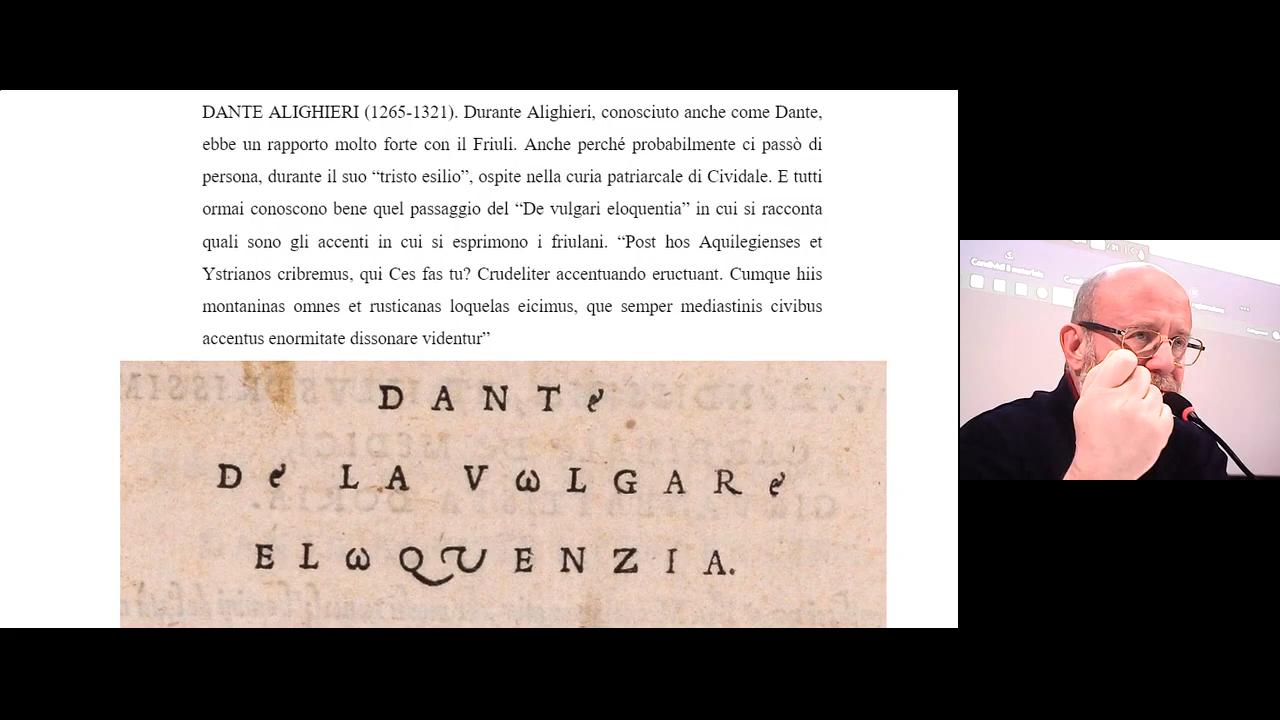 DANTE ALIGHIERI (1265-1321). Durante Alighieri, conosciuto anche come Dante,
ebbe un rapporto molto forte con il Friuli. Anche perché probabilmente ci passò di
persona, durante il suo “tristo esilio”, ospite nella curia patriarcale di Cividale. E tutti
ormai conoscono bene quel passaggio del “De vulgari eloquentia” in cui si racconta
quali sono gli accenti in cui si esprimono i friulani. “Post hos Aquilegienses et
Ystrianos cribremus, qui Ces fas tu? Crudeliter accentuando eructuant. Cumque hiis
montaninas omnes et rusticanas loquelas eicimus, que semper mediastinis civibus
accentus enormitate dissonare videntur”
DANTe
De LA VωLGARe
ELωQVENZIA.